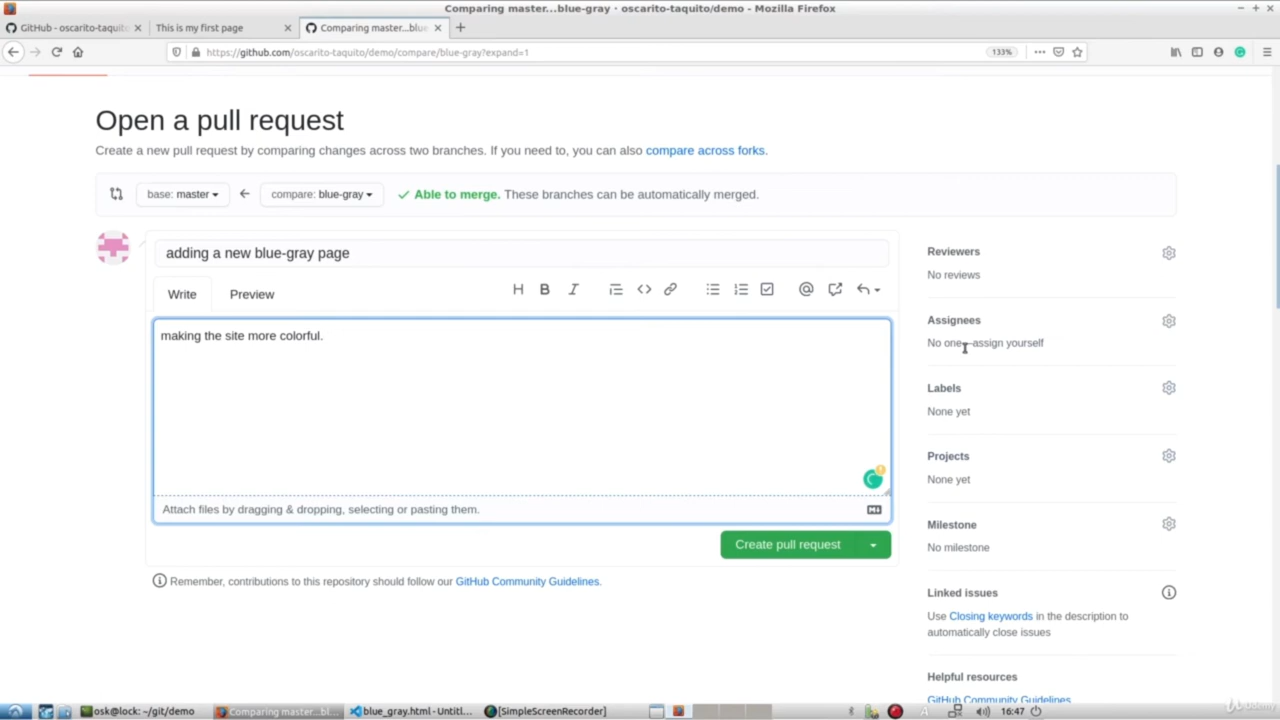 Comparing master...blue-gray · oscarito-taquito/demo - Mozilla Firefox
GitHub - oscarito-taquito
This is my first page
Comparing master...blue
https://github.com/oscarito-taquito/demo/compare/blue-gray?expand=1
133%
Open a pull request
Create a new pull request by comparing changes across two branches. If you need to, you can also compare across forks.
base: master
compare: blue-gray
Able to merge. These branches can be automatically merged.
adding a new blue-gray page
Write
Preview
making the site more colorful.
Attach files by dragging & dropping, selecting or pasting them.
Create pull request
Remember, contributions to this repository should follow our GitHub Community Guidelines.
Reviewers
No reviews
Assignees
No one—assign yourself
Labels
None yet
Projects
None yet
Milestone
No milestone
Linked issues
Use Closing keywords in the description to
automatically close issues
Helpful resources
GitHub Community Guidelines
osk@lock: ~/git/demo
Comparing master...bl...
blue_gray.html - Untitl...
[SimpleScreenRecorder]
16:47
Udemy